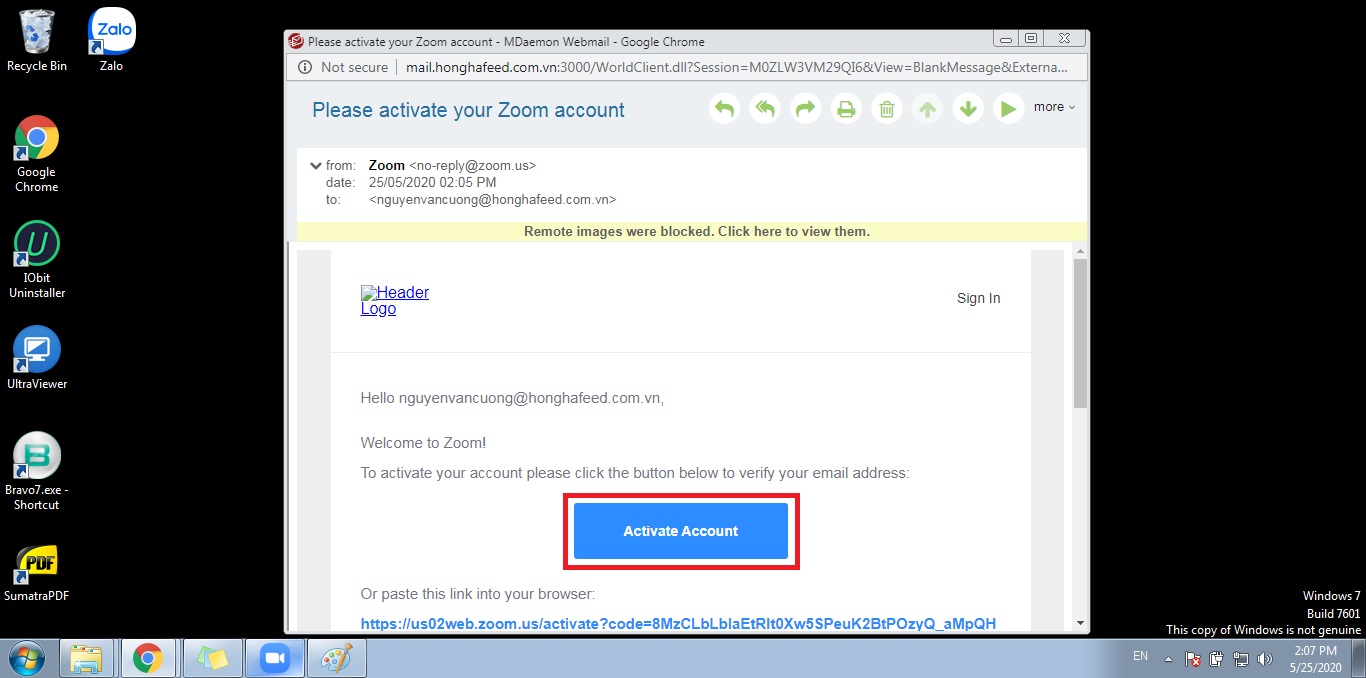 Recycle Bin
Zalo
Zalo
Google
Chrome
IObit
Uninstaller
UltraViewer
Bravo7.exe -
Shortcut
PDF
SumatraPDF
Please activate your Zoom account - MDaemon Webmail - Google Chrome
Not secure | mail.honghafeed.com.vn:3000/WorldClient.dll?Session=M0ZLW3VM29QI6&View=BlankMessage&Externa...
Please activate your Zoom account
more
from: Zoom <no-reply@zoom.us>
date: 25/05/2020 02:05 PM
to: <nguyenvancuong@honghafeed.com.vn>
Remote images were blocked. Click here to view them.
Header
Logo
Sign In
Hello nguyenvancuong@honghafeed.com.vn,
Welcome to Zoom!
To activate your account please click the button below to verify your email address:
Activate Account
Or paste this link into your browser:
https://us02web.zoom.us/activate?code=8MzCLbLblaEtRIt0Xw5SPeuK2BtPOzyQ_aMpQH
Windows 7
Build 7601
This copy of Windows is not genuine
EN
2:07 PM
5/25/2020